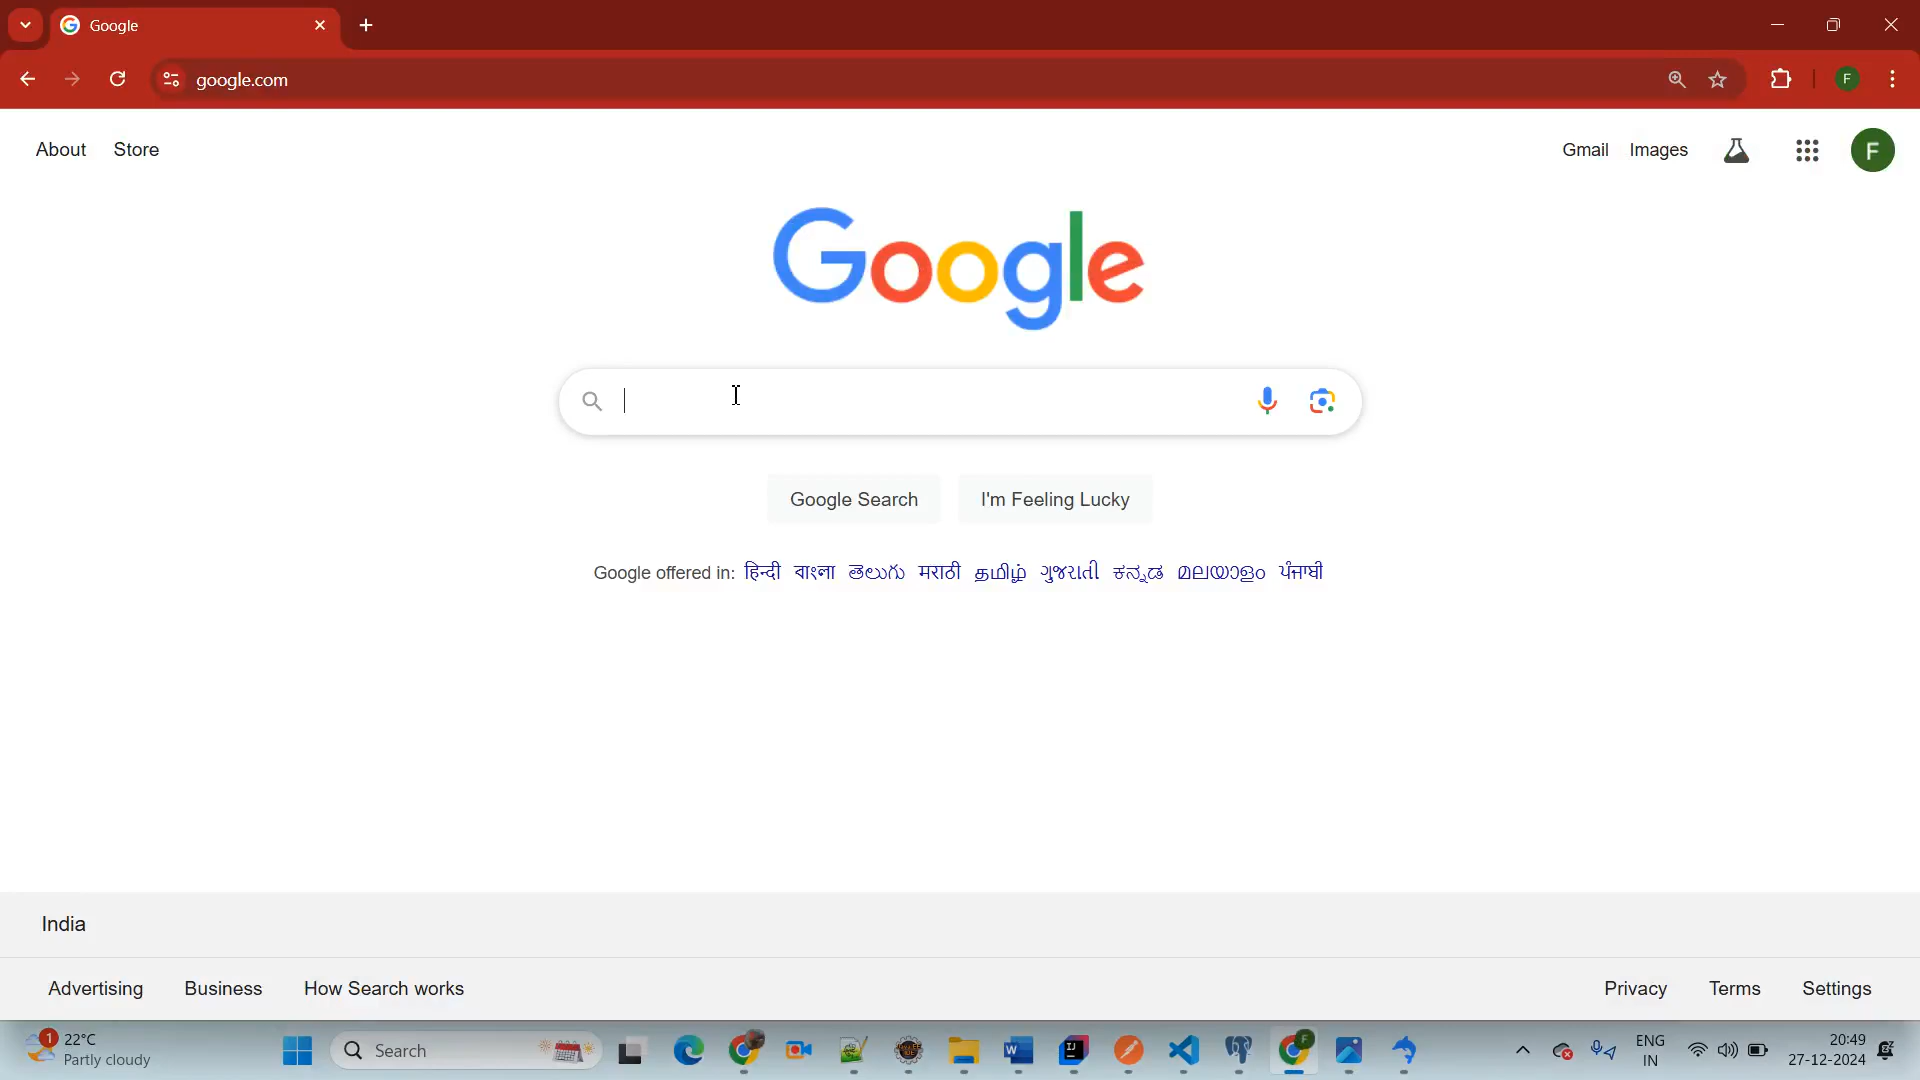 Google
google.com
F
About
Store
Gmail
Images
F
Google
Google Search
I'm Feeling Lucky
Google offered in: हिन्दी বাংলা తెలుగు मराठी தமிழ் ગુજરાતી ಕನ್ನಡ മലയാളം ਪੰਜਾਬੀ
India
Advertising
Business
How Search works
Privacy
Terms
Settings
1
22°C
Partly cloudy
Search
W
IJ
F
ENG
IN
20:49
27-12-2024